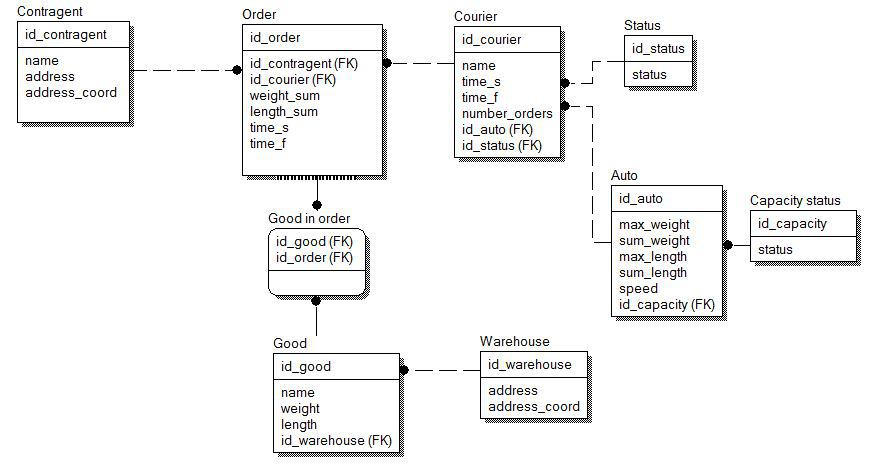 Contragent
id_contragent
name
address
address_coord
Order
id_order
id_contragent (FK)
id_courier (FK)
weight_sum
length_sum
time_s
time_f
Courier
id_courier
name
time_s
time_f
number_orders
id_auto (FK)
id_status (FK)
Status
id_status
status
Auto
id_auto
max_weight
sum_weight
max_length
sum_length
speed
id_capacity (FK)
Capacity status
id_capacity
status
Good in order
id_good (FK)
id_order (FK)
Good
id_good
name
weight
length
id_warehouse (FK)
Warehouse
id_warehouse
address
address_coord